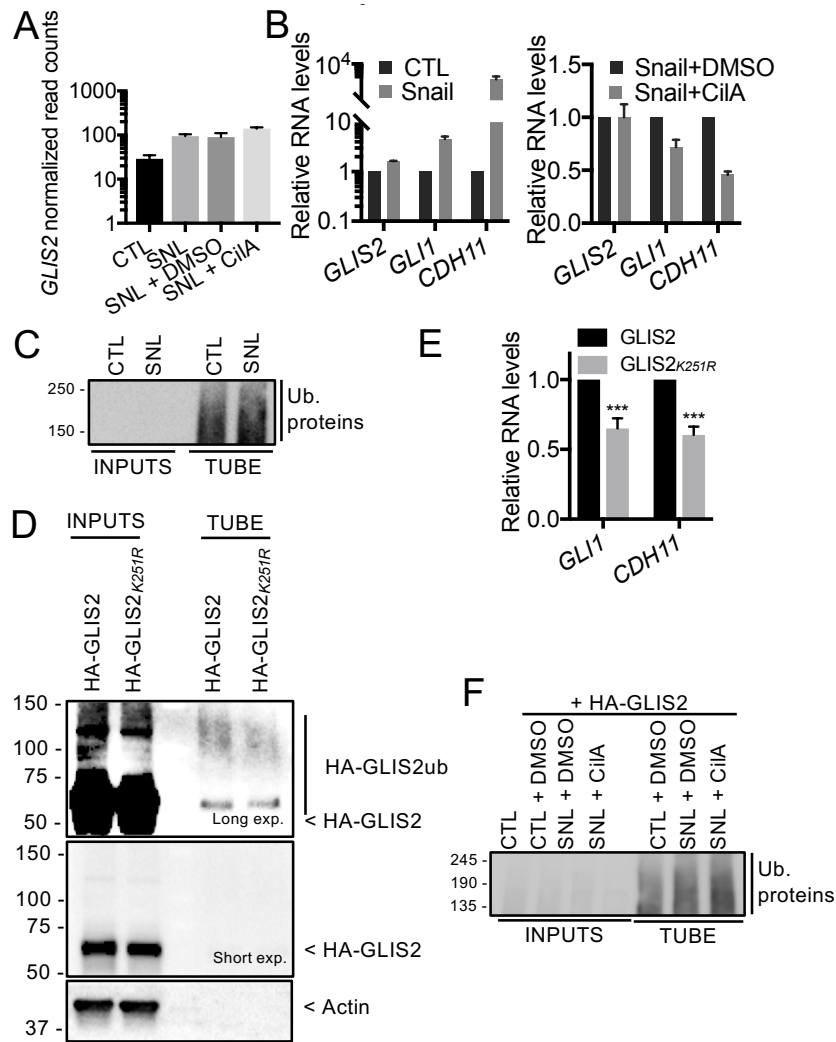 A
GLIS2 normalized read counts
1000
100
10
1
CTL
SNL
SNL + DMSO
SNL + CilA
B
Relative RNA levels
10⁴
10
1
0.1
CTL
Snail
GLIS2
GLI1
CDH11
Relative RNA levels
1.5
1.0
0.5
0.0
Snail+DMSO
Snail+CilA
GLIS2
GLI1
CDH11
C
CTL
SNL
CTL
SNL
250 -
150 -
Ub.
proteins
INPUTS
TUBE
E
GLIS2
GLIS2K251R
Relative RNA levels
1.0
0.5
0.0
***
***
GLI1
CDH11
D
INPUTS
TUBE
HA-GLIS2
HA-GLIS2K251R
HA-GLIS2
HA-GLIS2K251R
150 -
100 -
75 -
50 -
HA-GLIS2ub
Long exp.
< HA-GLIS2
150 -
100 -
75 -
50 -
Short exp.
< HA-GLIS2
37 -
< Actin
F
+ HA-GLIS2
CTL
CTL + DMSO
SNL + DMSO
SNL + CilA
CTL + DMSO
SNL + DMSO
SNL + CilA
245 -
190 -
135 -
Ub.
proteins
INPUTS
TUBE